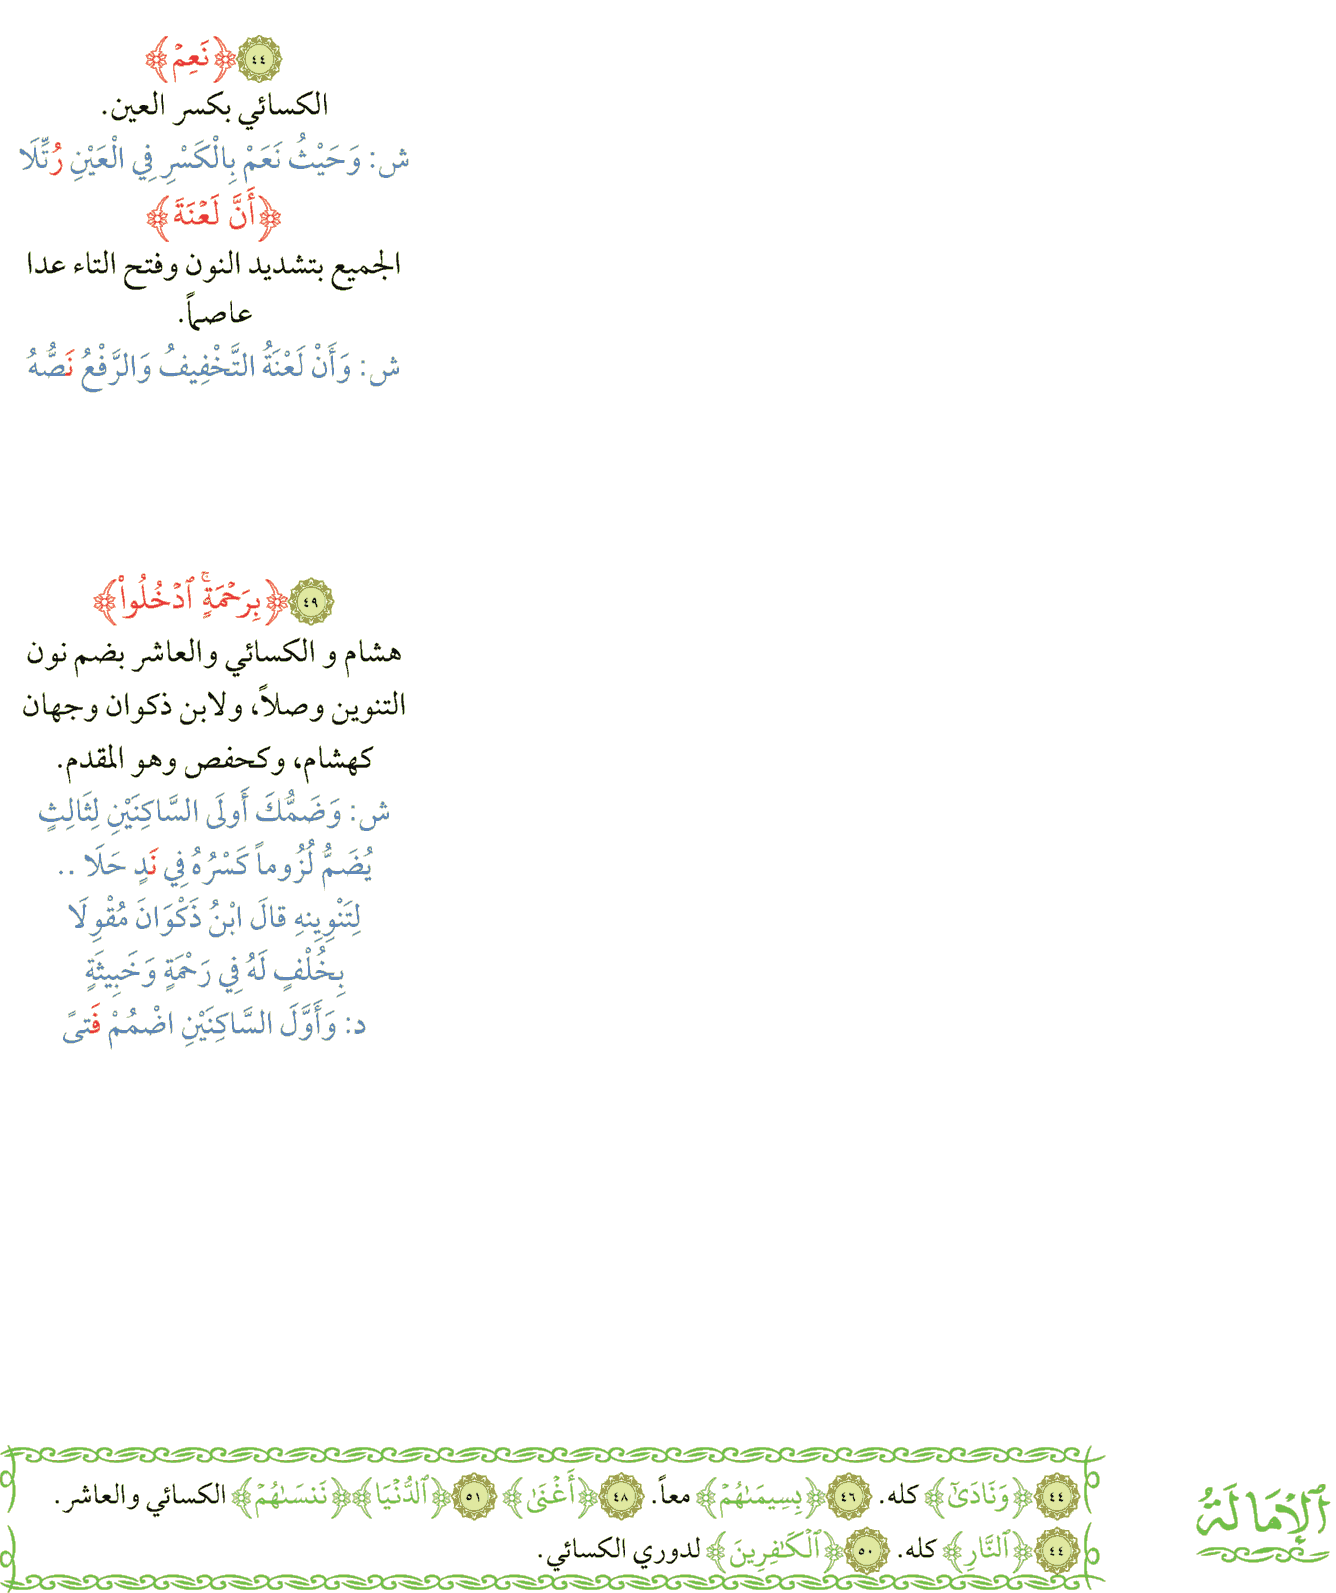 ٤٤ ﴿نَعِمۡ﴾
الكسائي بكسر العين.
ش: وَحَيْثُ نَعَمْ بِالْكَسْرِ فِي الْعَيْنِ رُتِّلَا
﴿أَنَّ لَعۡنَةَ﴾
الجميع بتشديد النون وفتح التاء عدا
عاصماً.
ش: وَأَنْ لَعْنَةُ التَّخْفِيفُ وَالرَّفْعُ نَصُّهُ
٤٩ ﴿بِرَحۡمَةٍۚ ٱدۡخُلُواْ﴾
هشام و الكسائي والعاشر بضم نون
التنوين وصلاً، ولابن ذكوان وجهان
كهشام، وكحفص وهو المقدم.
ش: وَضَمُّكَ أَولَى السَّاكِنَيْنِ لِثَالِثٍ
يُضَمُّ لُزُوماً كَسْرُهُ فِي نَدٍ حَلَا ..
لِتَنْوِينِهِ قالَ ابْنُ ذَكْوَانَ مُقْوِلَا
بِخُلْفٍ لَهُ فِي رَحْمَةٍ وَخَبِيثَةٍ
د: وَأَوَّلَ السَّاكِنَيْنِ اضْمُمْ فَتىً
ٱلْإِمَالَةُ
٤٤ ﴿وَنَادَىٰٓ﴾ كله. ٤٦ ﴿بِسِيمَىٰهُمۡ﴾ معاً. ٤٨ ﴿أَغۡنَىٰ﴾ ٥١ ﴿ٱلدُّنۡيَا﴾﴿نَنسَىٰهُمۡ﴾ الكسائي والعاشر.
٤٤ ﴿ٱلنَّارِ﴾ كله. ٥٠ ﴿ٱلۡكَٰفِرِينَ﴾ لدوري الكسائي.